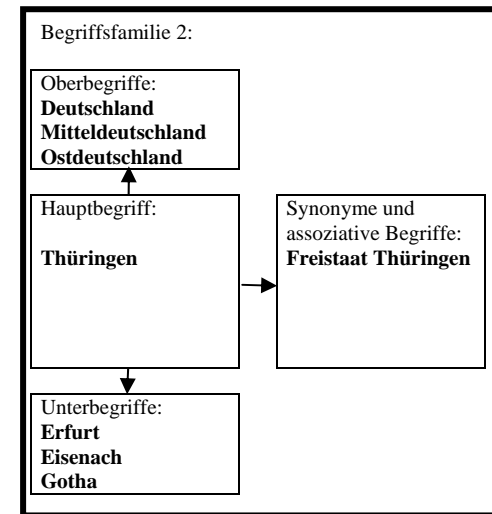 Begriffsfamilie 2:
Oberbegriffe:
Deutschland
Mitteldeutschland
Ostdeutschland
Hauptbegriff:
Thüringen
Synonyme und
assoziative Begriffe:
Freistaat Thüringen
Unterbegriffe:
Erfurt
Eisenach
Gotha